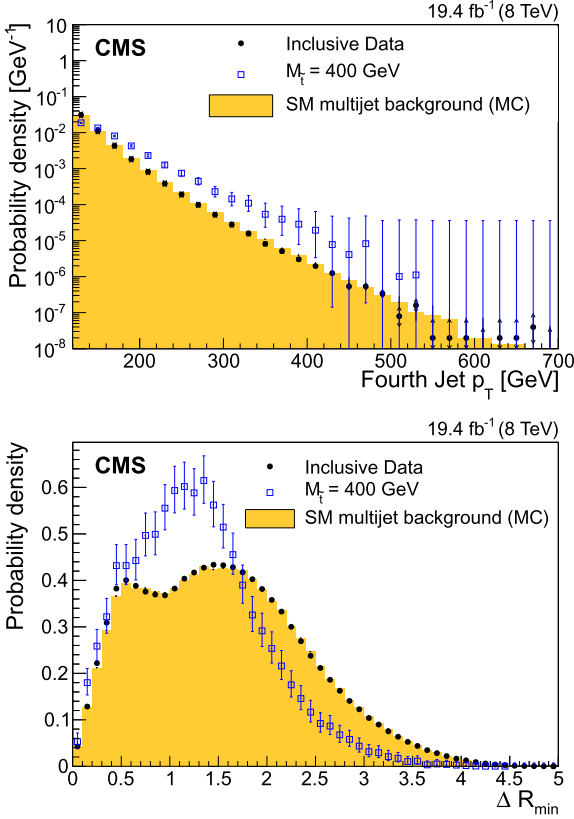 19.4 fb⁻¹ (8 TeV)
CMS
Inclusive Data
M_t̃ = 400 GeV
SM multijet background (MC)
Probability density [GeV⁻¹]
10
1
10⁻¹
10⁻²
10⁻³
10⁻⁴
10⁻⁵
10⁻⁶
10⁻⁷
10⁻⁸
200 300 400 500 600 700
Fourth Jet p_T [GeV]
19.4 fb⁻¹ (8 TeV)
CMS
Inclusive Data
M_t̃ = 400 GeV
SM multijet background (MC)
Probability density
0.6
0.5
0.4
0.3
0.2
0.1
0
0 0.5 1 1.5 2 2.5 3 3.5 4 4.5 5
Δ R_min